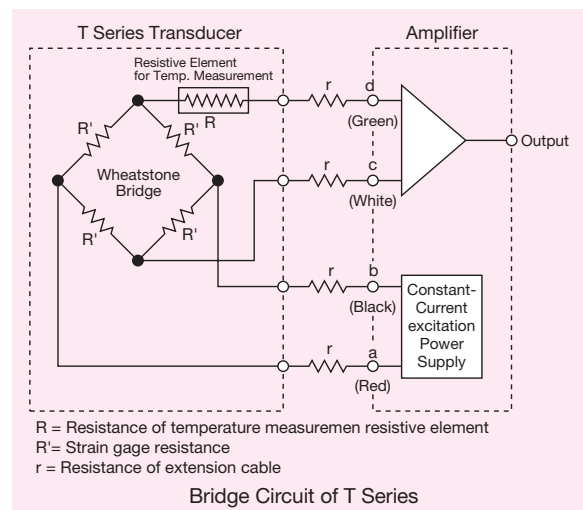 T Series Transducer
Amplifier
Resistive Element
for Temp. Measurement
R
R'
R'
Wheatstone
Bridge
R'
R'
r
d
(Green)
Output
r
c
(White)
r
b
(Black)
Constant-
Current
excitation
Power
Supply
r
a
(Red)
R = Resistance of temperature measuremen resistive element
R'= Strain gage resistance
r = Resistance of extension cable
Bridge Circuit of T Series